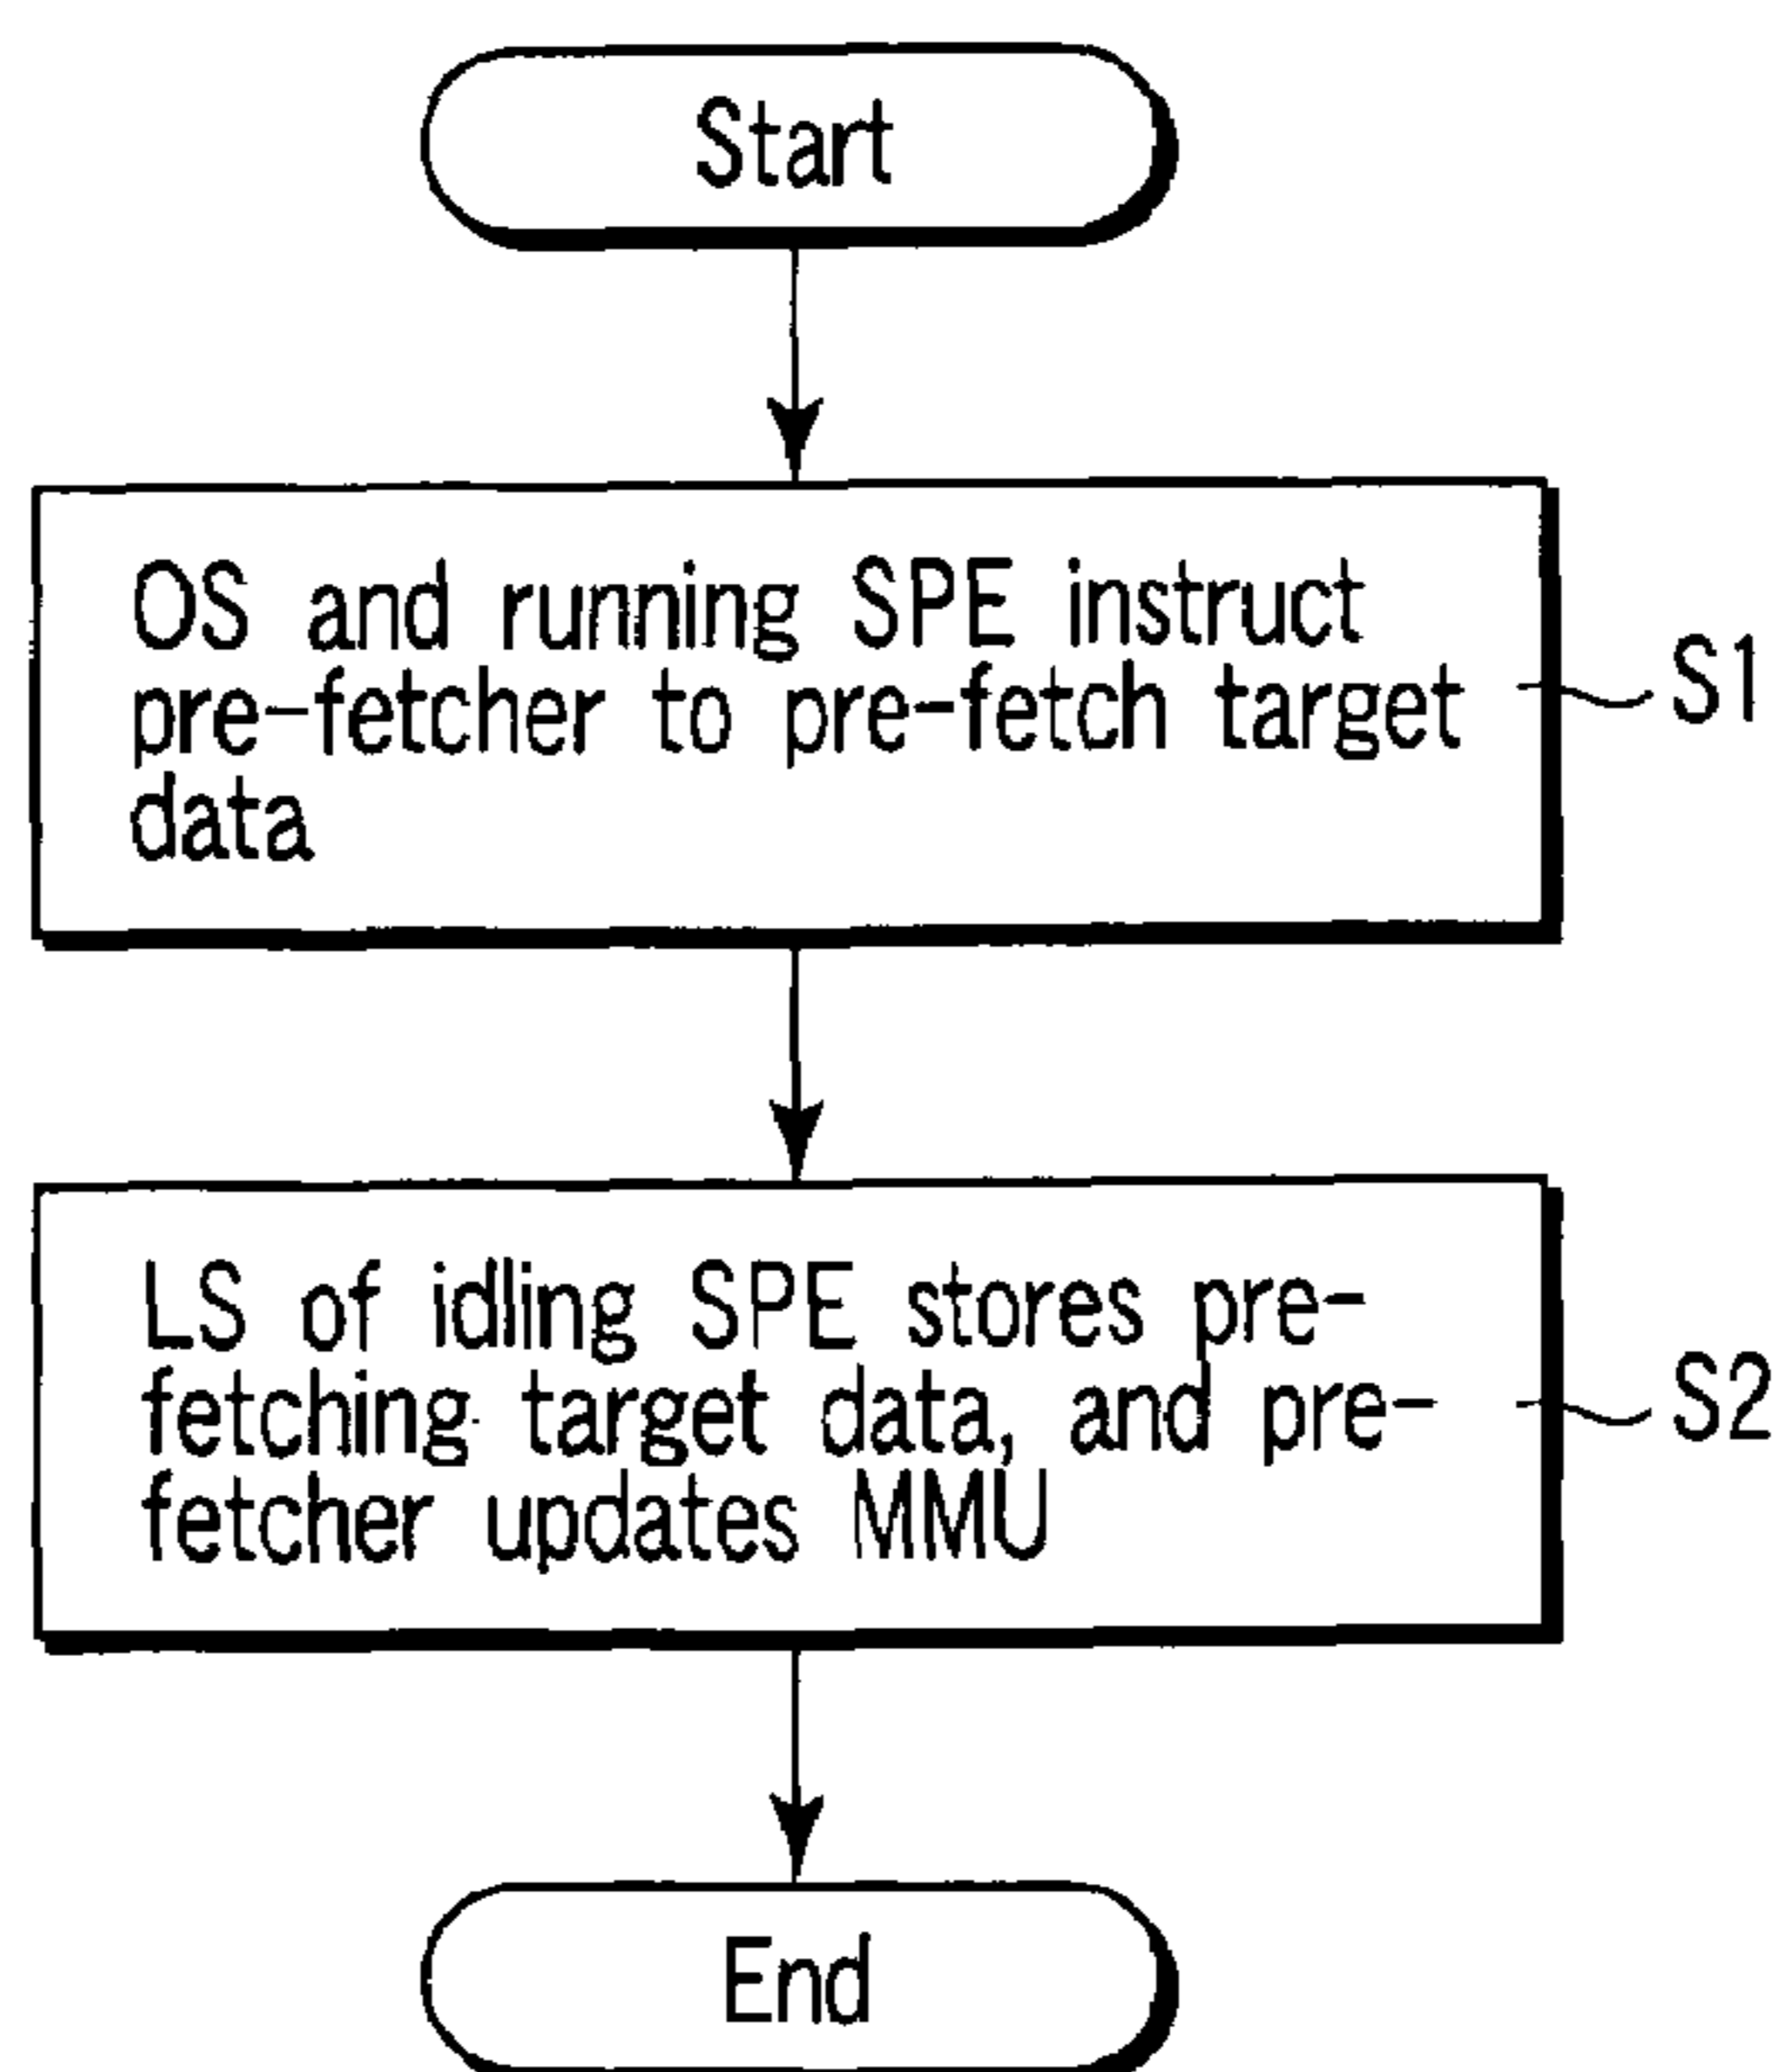 Start
OS and running SPE instruct
pre-fetcher to pre-fetch target
data
S1
LS of idling SPE stores pre-
fetching target data, and pre-
fetcher updates MMU
S2
End